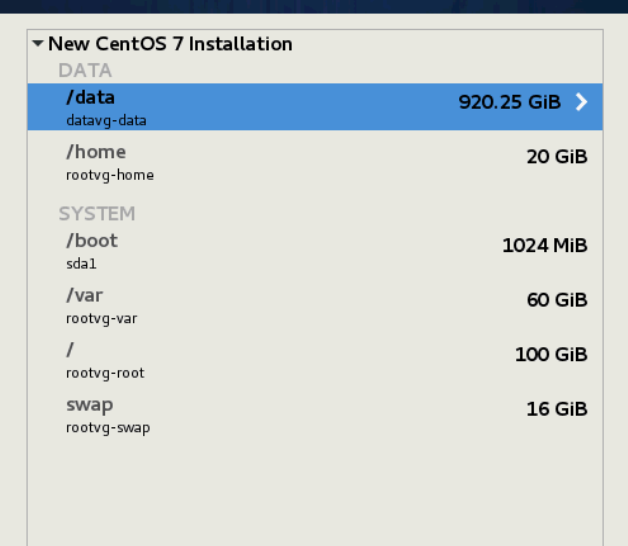 New CentOS 7 Installation
DATA
/data 920.25 GiB
datavg-data
/home 20 GiB
rootvg-home
SYSTEM
/boot 1024 MiB
sda1
/var 60 GiB
rootvg-var
/ 100 GiB
rootvg-root
swap 16 GiB
rootvg-swap